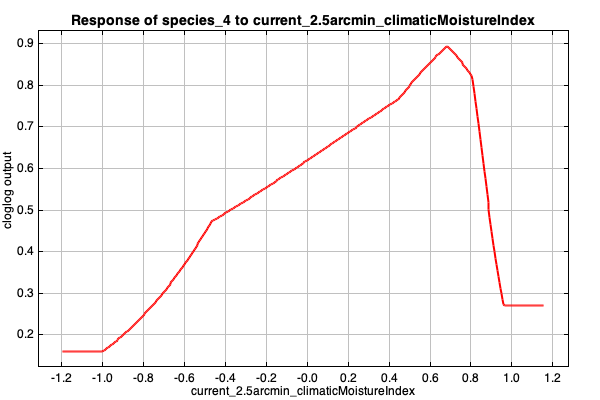 Response of species_4 to current_2.5arcmin_climaticMoistureIndex
0.9
0.8
0.7
0.6
0.5
0.4
0.3
0.2
cloglog output
-1.2 -1.0 -0.8 -0.6 -0.4 -0.2 0.0 0.2 0.4 0.6 0.8 1.0 1.2
current_2.5arcmin_climaticMoistureIndex